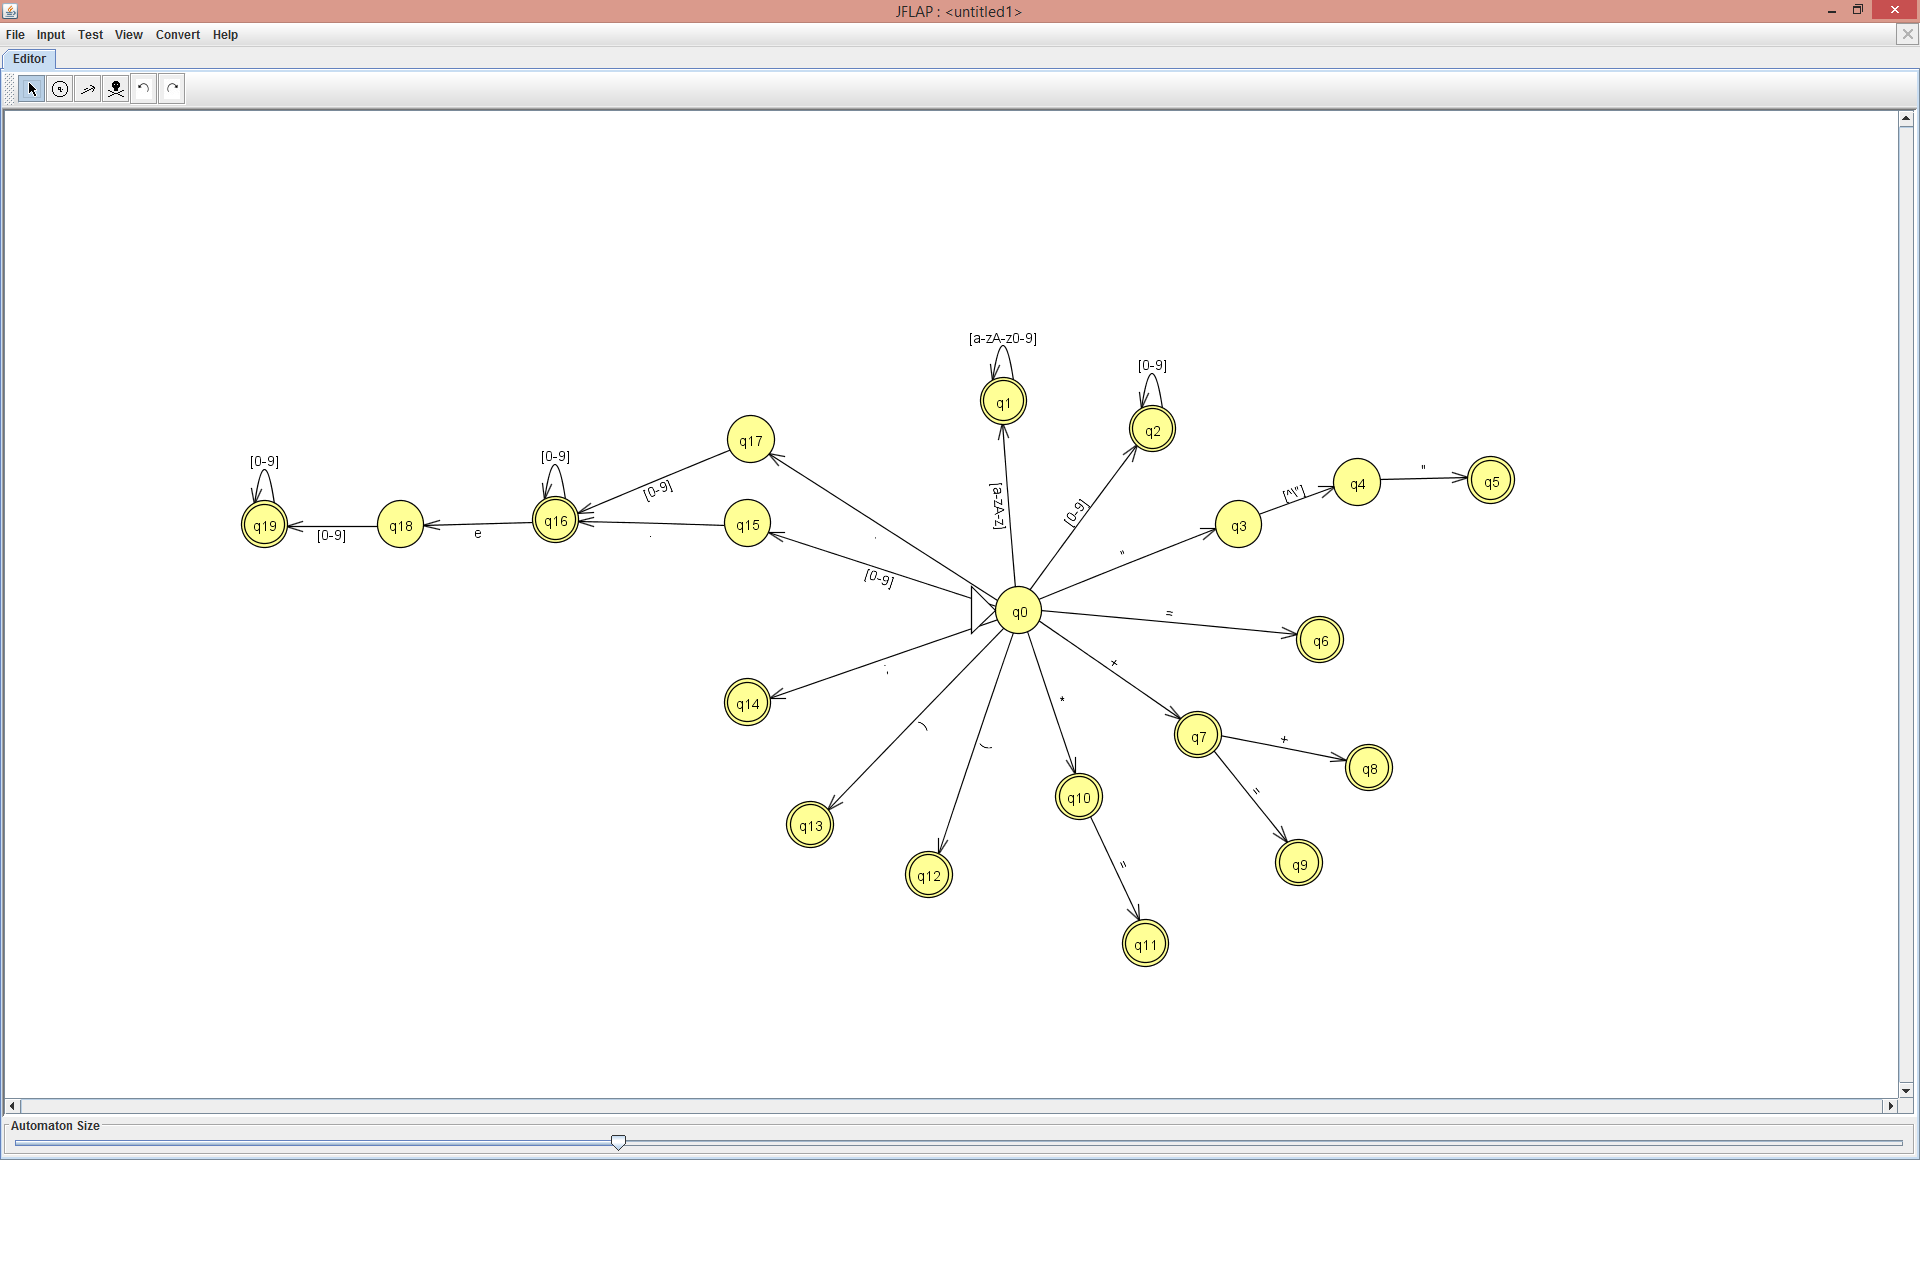 JFLAP : <untitled1>
File Input Test View Convert Help
Editor
[a-zA-z0-9]
[0-9]
q1
q2
q17
[0-9]
[0-9]
"
[0-9]
[^\"]
q4
q5
[a-zA-z]
[0-9]
q19
[0-9]
q18
e
q16
.
q15
.
"
q3
[0-9]
q0
=
q6
;
+
q14
*
)
(
q7
+
q8
=
q13
q10
q12
=
q9
q11
Automaton Size